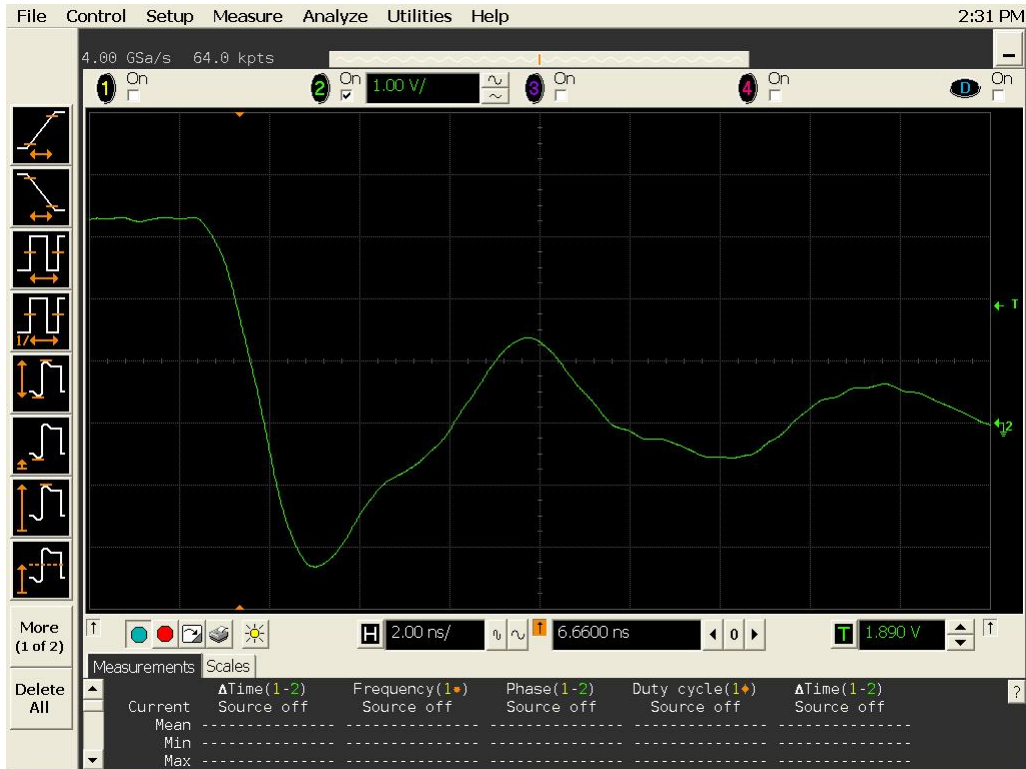 File Control Setup Measure Analyze Utilities Help 2:31 PM
4.00 GSa/s 64.0 kpts
1 On 2 On 1.00 V/ 3 On 4 On D On
T
2
1/
More
(1 of 2)
Delete
All
H 2.00 ns/ 6.6600 ns 0 T 1.890 V
Measurements Scales
ΔTime(1-2) Frequency(1) Phase(1-2) Duty cycle(1) ΔTime(1-2) ?
Current Source off Source off Source off Source off Source off
Mean --------------- --------------- --------------- --------------- ---------------
Min --------------- --------------- --------------- --------------- ---------------
Max --------------- --------------- --------------- --------------- ---------------